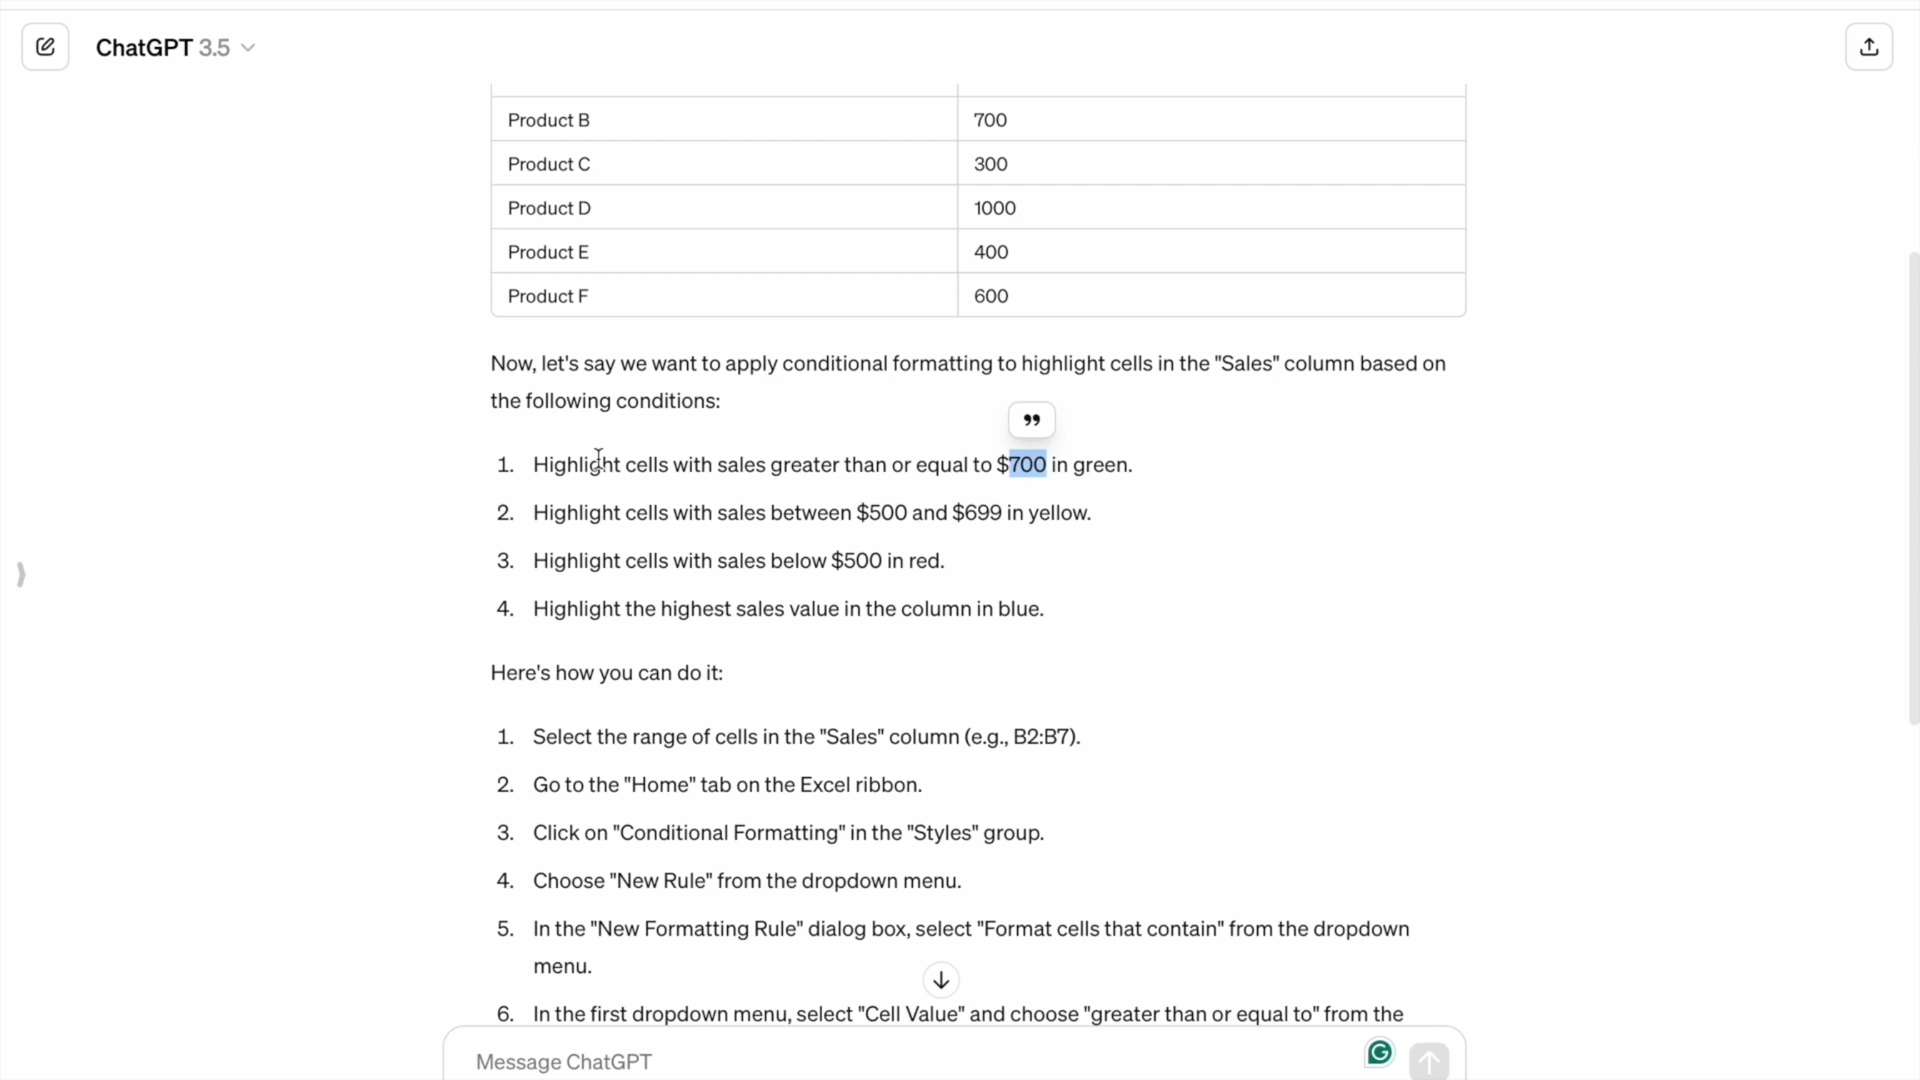 ChatGPT 3.5
Product B 700
Product C 300
Product D 1000
Product E 400
Product F 600
Now, let's say we want to apply conditional formatting to highlight cells in the "Sales" column based on
the following conditions:
1. Highlight cells with sales greater than or equal to $700 in green.
2. Highlight cells with sales between $500 and $699 in yellow.
3. Highlight cells with sales below $500 in red.
4. Highlight the highest sales value in the column in blue.
Here's how you can do it:
1. Select the range of cells in the "Sales" column (e.g., B2:B7).
2. Go to the "Home" tab on the Excel ribbon.
3. Click on "Conditional Formatting" in the "Styles" group.
4. Choose "New Rule" from the dropdown menu.
5. In the "New Formatting Rule" dialog box, select "Format cells that contain" from the dropdown
menu.
6. In the first dropdown menu, select "Cell Value" and choose "greater than or equal to" from the
Message ChatGPT